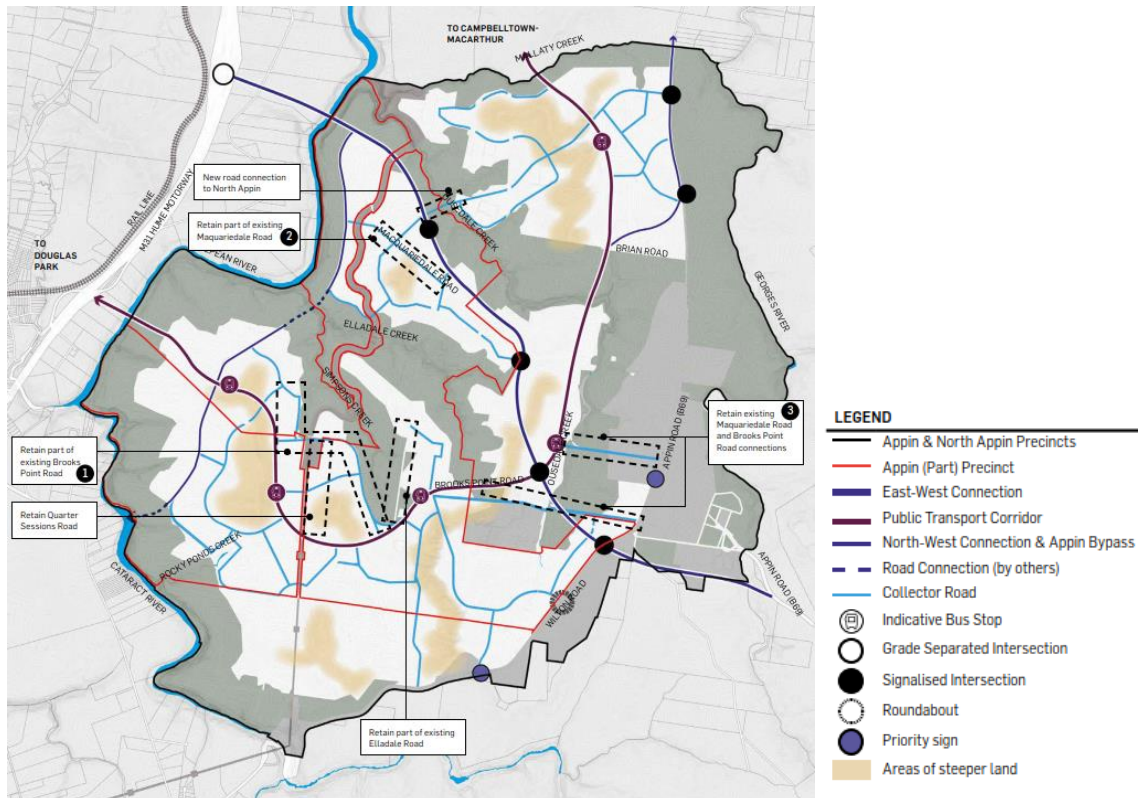 TO CAMPBELLTOWN-
MACARTHUR
MALLATY CREEK
RAIL LINE
M31 HUME MOTORWAY
TO
DOUGLAS
PARK
New road connection
to North Appin
Retain part of existing
Maquariedale Road
2
OUSEDALE CREEK
MACQUARIEDALE ROAD
BRIAN ROAD
GEORGES RIVER
NEPEAN RIVER
ELLADALE CREEK
SIMPSONS CREEK
Retain existing
Maquariedale Road
and Brooks Point
Road connections
3
APPIN ROAD (B69)
OUSEDALE CREEK
Retain part of
existing Brooks
Point Road
1
BROOKS POINT ROAD
Retain Quarter
Sessions Road
ROCKY PONDS CREEK
CATARACT RIVER
WILTON ROAD
APPIN ROAD (B69)
Retain part of existing
Elladale Road
LEGEND
Appin & North Appin Precincts
Appin (Part) Precinct
East-West Connection
Public Transport Corridor
North-West Connection & Appin Bypass
Road Connection (by others)
Collector Road
Indicative Bus Stop
Grade Separated Intersection
Signalised Intersection
Roundabout
Priority sign
Areas of steeper land